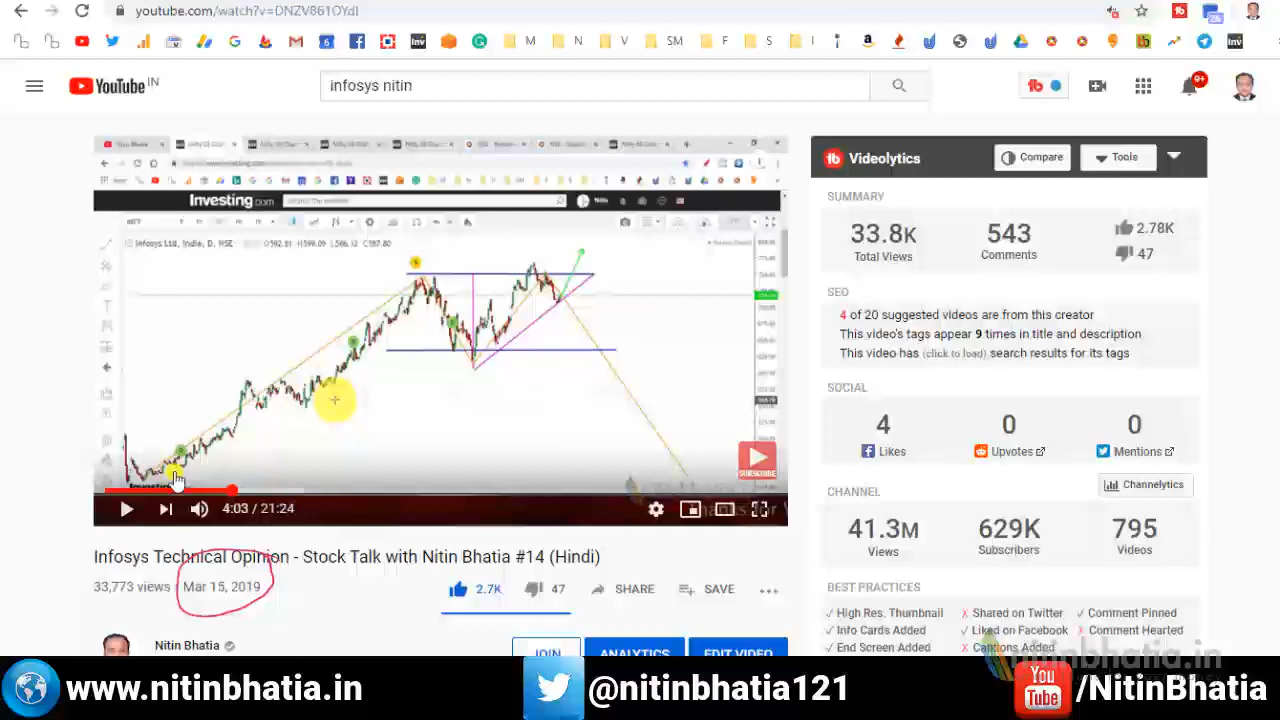 youtube.com/watch?v=DNZV861OYdI
M N V SM F S I
YouTube IN
infosys nitin
9+
Investing.com
Infosys Ltd, India, D, NSE
SUBSCRIBE
4:03 / 21:24
Infosys Technical Opinion - Stock Talk with Nitin Bhatia #14 (Hindi)
33,773 views
Mar 15, 2019
2.7K 47 SHARE SAVE
Nitin Bhatia
JOIN ANALYTICS EDIT VIDEO
Videolytics Compare Tools
SUMMARY
33.8K 543 2.78K
Total Views Comments 47
SEO
4 of 20 suggested videos are from this creator
This video's tags appear 9 times in title and description
This video has (click to load) search results for its tags
SOCIAL
4 0 0
Likes Upvotes Mentions
CHANNEL Channelytics
41.3M 629K 795
Views Subscribers Videos
BEST PRACTICES
✓ High Res. Thumbnail ✗ Shared on Twitter ✓ Comment Pinned
✓ Info Cards Added ✓ Liked on Facebook ✗ Comment Hearted
✓ End Screen Added ✗ Captions Added
nitinbhatia.in
www.nitinbhatia.in @nitinbhatia121 You Tube /NitinBhatia